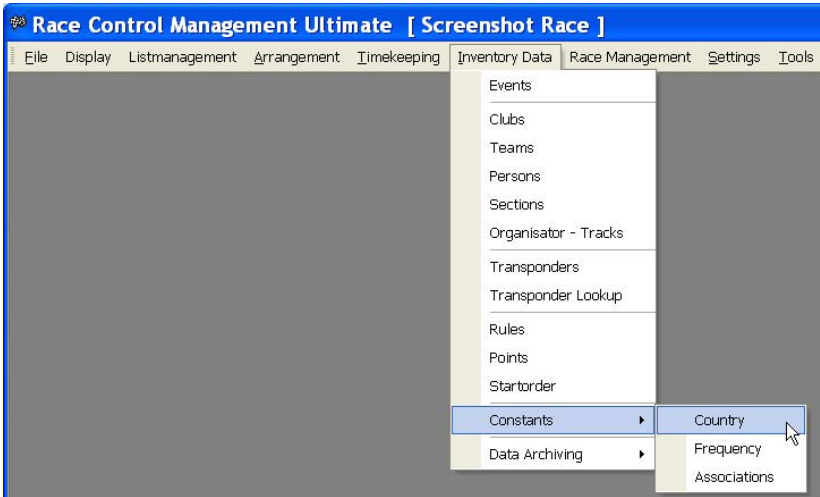 Race Control Management Ultimate [ Screenshot Race ]
File Display Listmanagement Arrangement Timekeeping Inventory Data Race Management Settings Tools
Events
Clubs
Teams
Persons
Sections
Organisator - Tracks
Transponders
Transponder Lookup
Rules
Points
Startorder
Constants
Data Archiving
Country
Frequency
Associations